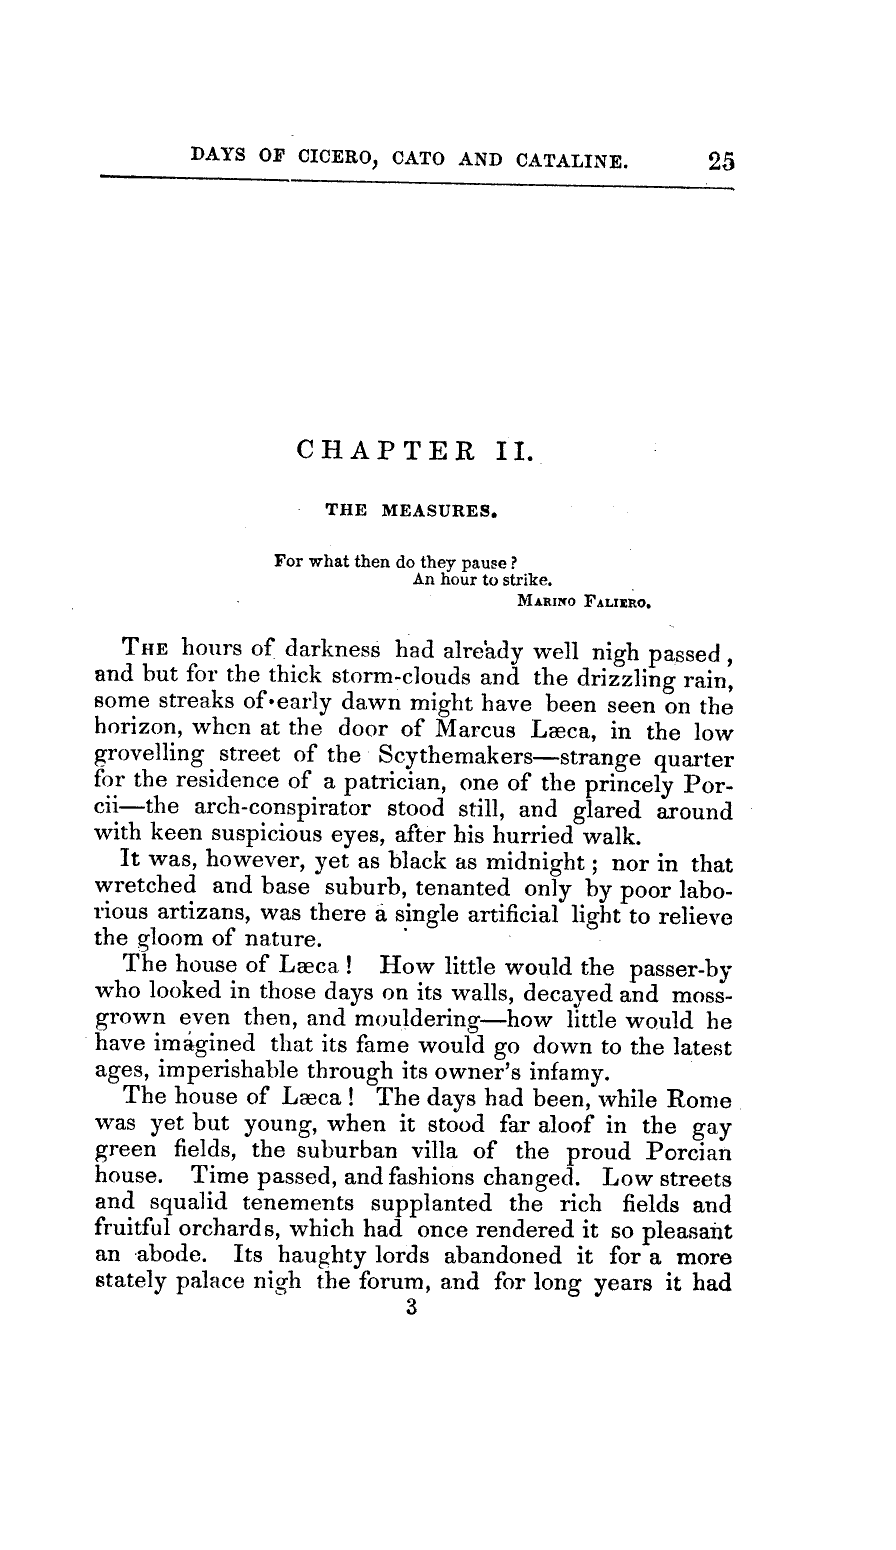 DAYS OF CICERO, CATO AND CATALINE. 25
CHAPTER II.
THE MEASURES.
For what then do they pause?
An hour to strike.
MARINO FALIERO.
THE hours of darkness had already well nigh passed,
and but for the thick storm-clouds and the drizzling rain,
some streaks of early dawn might have been seen on the
horizon, when at the door of Marcus Læca, in the low
grovelling street of the Scythemakers—strange quarter
for the residence of a patrician, one of the princely Por-
cii—the arch-conspirator stood still, and glared around
with keen suspicious eyes, after his hurried walk.
It was, however, yet as black as midnight; nor in that
wretched and base suburb, tenanted only by poor labo-
rious artizans, was there a single artificial light to relieve
the gloom of nature.
The house of Læca! How little would the passer-by
who looked in those days on its walls, decayed and moss-
grown even then, and mouldering—how little would he
have imagined that its fame would go down to the latest
ages, imperishable through its owner's infamy.
The house of Læca! The days had been, while Rome
was yet but young, when it stood far aloof in the gay
green fields, the suburban villa of the proud Porcian
house. Time passed, and fashions changed. Low streets
and squalid tenements supplanted the rich fields and
fruitful orchards, which had once rendered it so pleasant
an abode. Its haughty lords abandoned it for a more
stately palace nigh the forum, and for long years it had
3